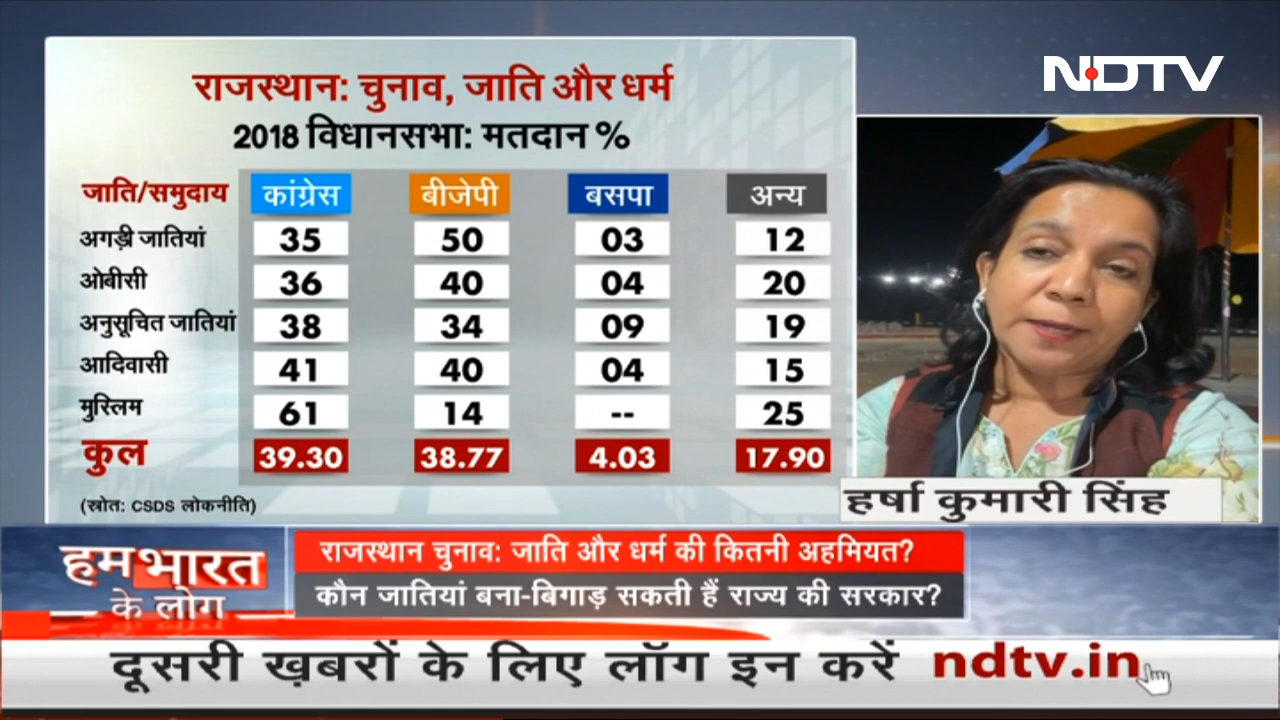 NDTV
राजस्थान: चुनाव, जाति और धर्म
2018 विधानसभा: मतदान %
जाति/समुदाय कांग्रेस बीजेपी बसपा अन्य
अगड़ी जातियां 35 50 03 12
ओबीसी 36 40 04 20
अनुसूचित जातियां 38 34 09 19
आदिवासी 41 40 04 15
मुस्लिम 61 14 -- 25
कुल 39.30 38.77 4.03 17.90
(स्रोत: CSDS लोकनीति)
हर्षा कुमारी सिंह
हम भारत
के लोग
राजस्थान चुनाव: जाति और धर्म की कितनी अहमियत?
कौन जातियां बना-बिगाड़ सकती हैं राज्य की सरकार?
दूसरी ख़बरों के लिए लॉग इन करें ndtv.in